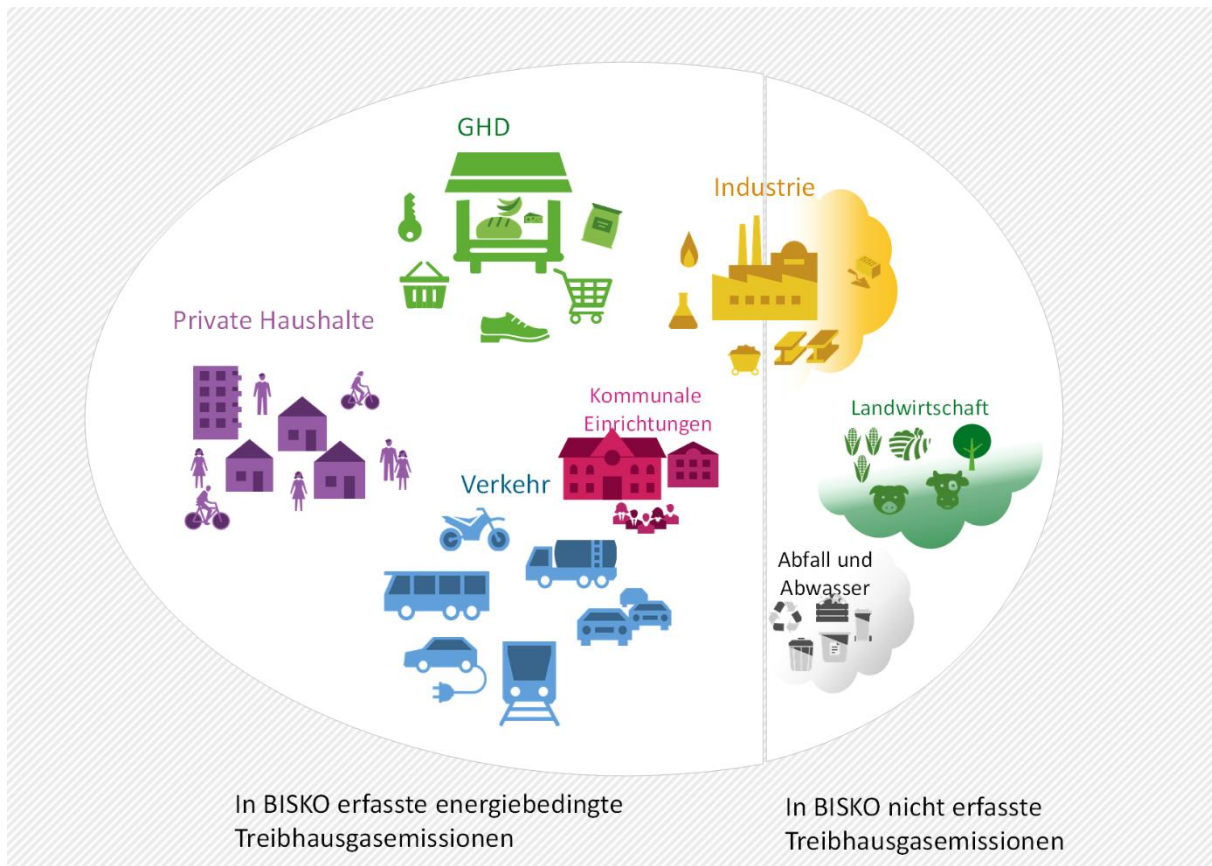 GHD
Industrie
Private Haushalte
Kommunale
Einrichtungen
Landwirtschaft
Verkehr
Abfall und
Abwasser
In BISKO erfasste energiebedingte
Treibhausgasemissionen
In BISKO nicht erfasste
Treibhausgasemissionen